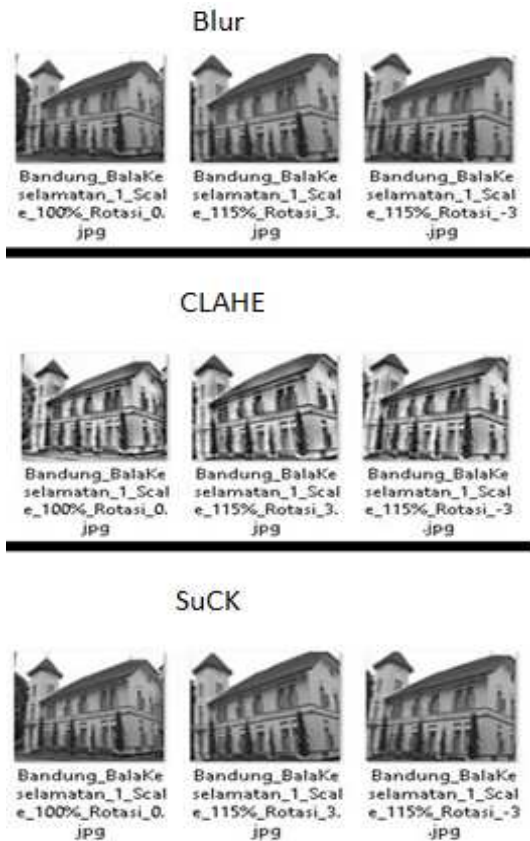 Blur
Bandung_BalaKe Bandung_BalaKe Bandung_BalaKe
selamatan_1_Scal selamatan_1_Scal selamatan_1_Scal
e_100%_Rotasi_0. e_115%_Rotasi_3. e_115%_Rotasi_-3
jpg jpg .jpg
CLAHE
Bandung_BalaKe Bandung_BalaKe Bandung_BalaKe
selamatan_1_Scal selamatan_1_Scal selamatan_1_Scal
e_100%_Rotasi_0. e_115%_Rotasi_3. e_115%_Rotasi_-3
jpg jpg .jpg
SuCK
Bandung_BalaKe Bandung_BalaKe Bandung_BalaKe
selamatan_1_Scal selamatan_1_Scal selamatan_1_Scal
e_100%_Rotasi_0. e_115%_Rotasi_3. e_115%_Rotasi_-3
jpg jpg .jpg